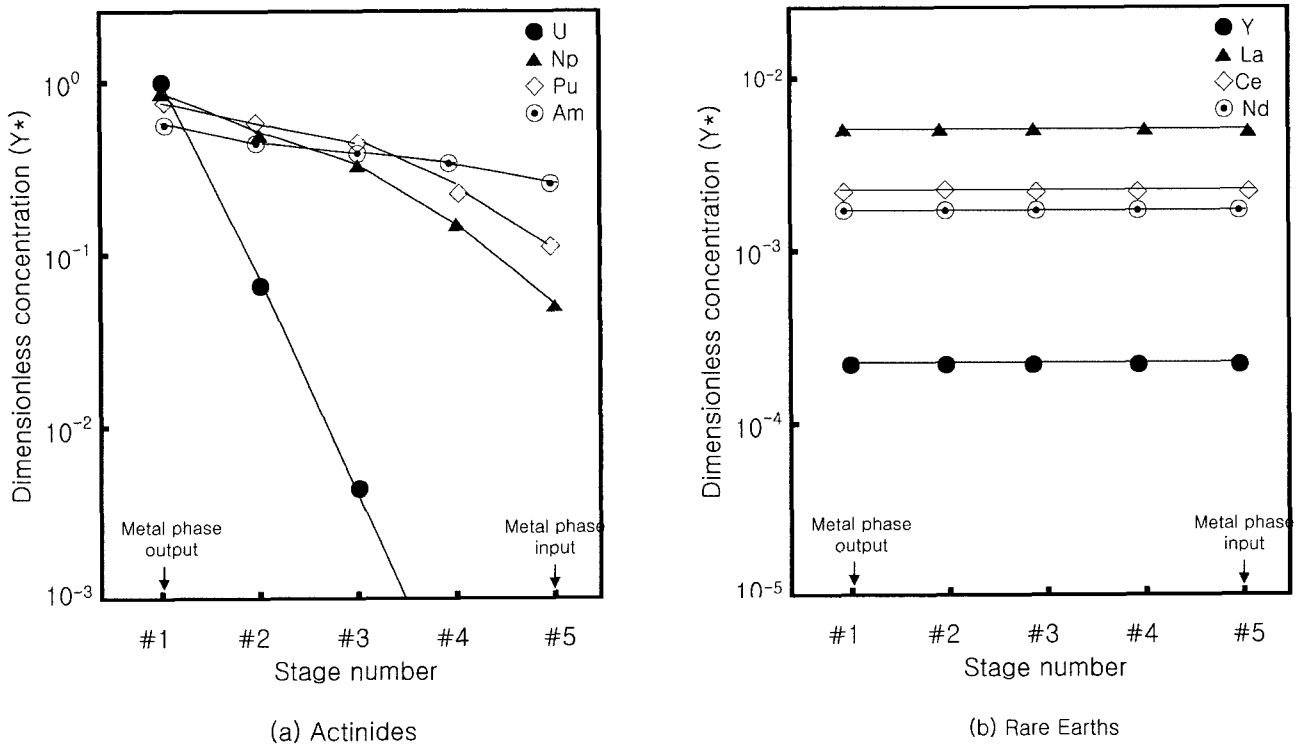 U
Np
Pu
Am
Dimensionless concentration (Y*)
10^0
10^-1
10^-2
10^-3
Metal phase
output
Metal phase
input
#1 #2 #3 #4 #5
Stage number
(a) Actinides
Y
La
Ce
Nd
Dimensionless concentration (Y*)
10^-2
10^-3
10^-4
10^-5
Metal phase
output
Metal phase
input
#1 #2 #3 #4 #5
Stage number
(b) Rare Earths